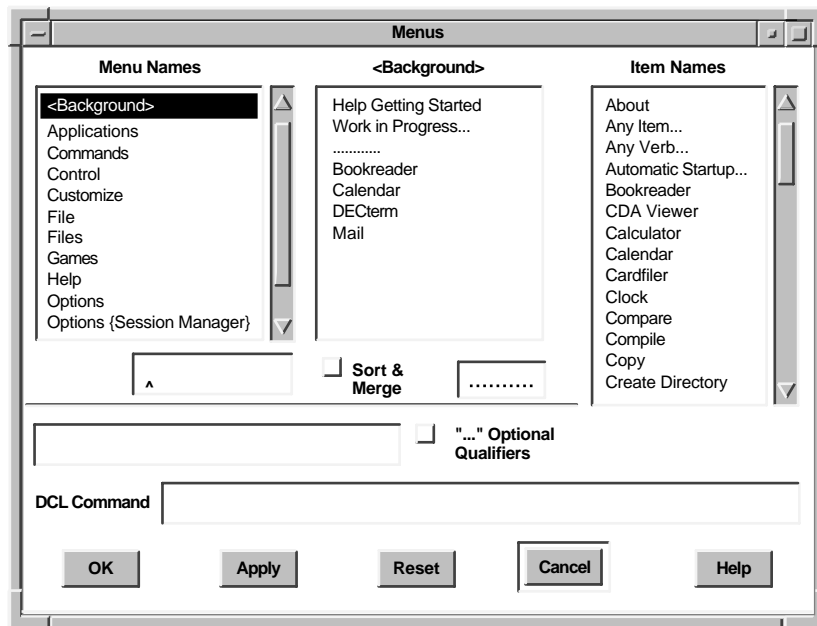 Menus
Menu Names
<Background>
Applications
Commands
Control
Customize
File
Files
Games
Help
Options
Options {Session Manager}
<Background>
Help Getting Started
Work in Progress...
............
Bookreader
Calendar
DECterm
Mail
Item Names
About
Any Item...
Any Verb...
Automatic Startup...
Bookreader
CDA Viewer
Calculator
Calendar
Cardfiler
Clock
Compare
Compile
Copy
Create Directory
^
Sort &
Merge
..........
"..." Optional
Qualifiers
DCL Command
OK
Apply
Reset
Cancel
Help